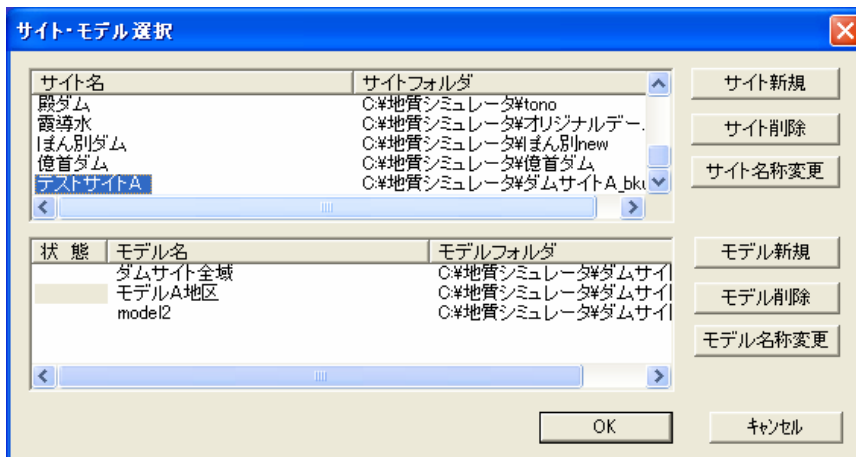 サイト・モデル選択
サイト名 サイトフォルダ
殿ダム C:¥地質シミュレータ¥tono
霞導水 C:¥地質シミュレータ¥オリジナルデー...
ぽん別ダム C:¥地質シミュレータ¥ぽん別new
億首ダム C:¥地質シミュレータ¥億首ダム
テストサイトA C:¥地質シミュレータ¥ダムサイトA_bku
サイト新規
サイト削除
サイト名称変更
状 態 モデル名 モデルフォルダ
ダムサイト全域 C:¥地質シミュレータ¥ダムサイ
モデルA地区 C:¥地質シミュレータ¥ダムサイ
model2 C:¥地質シミュレータ¥ダムサイ
モデル新規
モデル削除
モデル名称変更
OK キャンセル